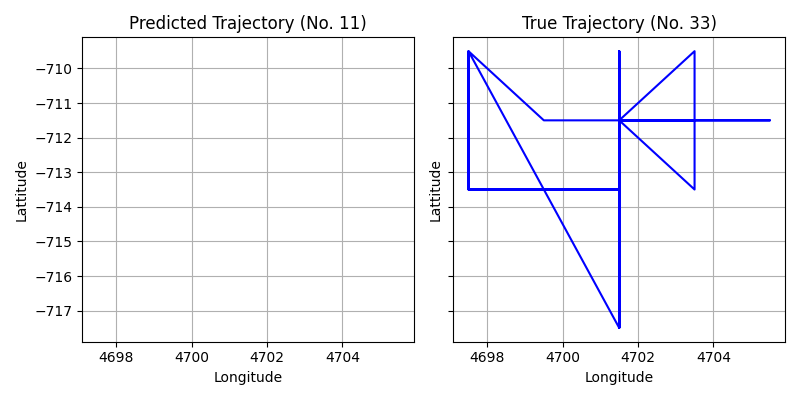 Predicted Trajectory (No. 11)
True Trajectory (No. 33)
Lattitude
−710
−711
−712
−713
−714
−715
−716
−717
4698
4700
4702
4704
Longitude
Lattitude
4698
4700
4702
4704
Longitude